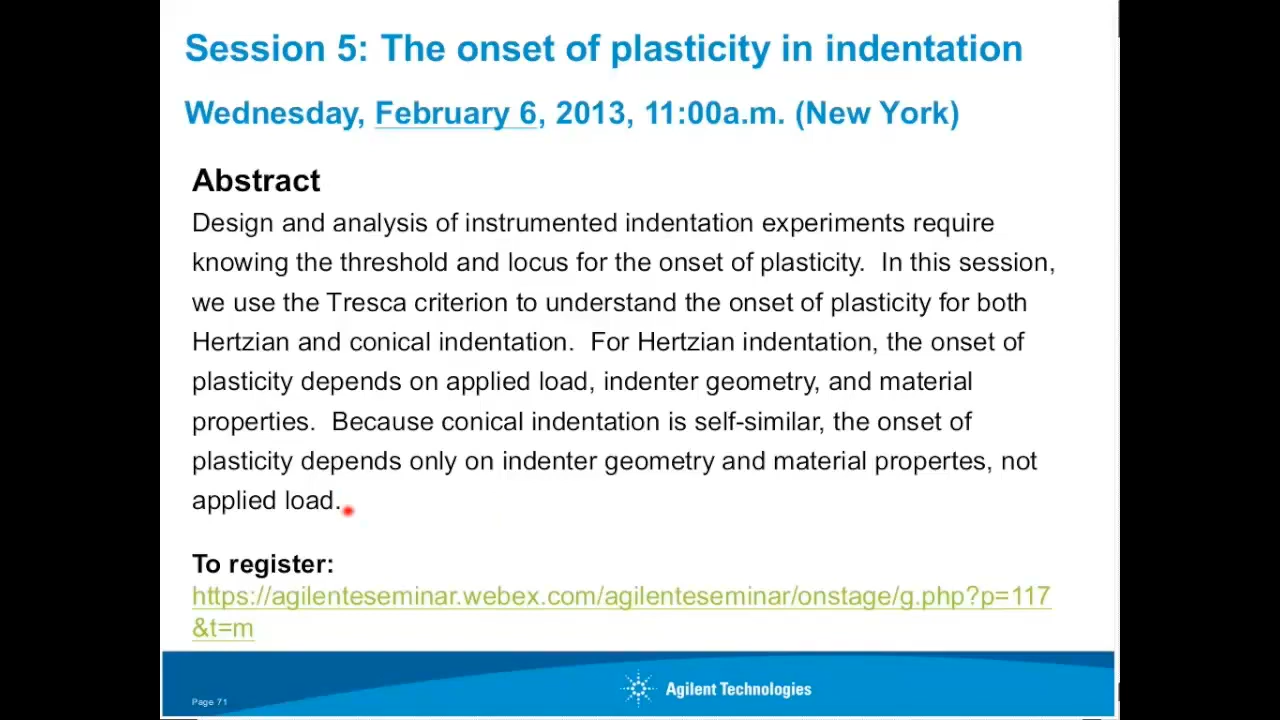 Session 5: The onset of plasticity in indentation
Wednesday, February 6, 2013, 11:00a.m. (New York)
Abstract
Design and analysis of instrumented indentation experiments require
knowing the threshold and locus for the onset of plasticity.  In this session,
we use the Tresca criterion to understand the onset of plasticity for both
Hertzian and conical indentation.  For Hertzian indentation, the onset of
plasticity depends on applied load, indenter geometry, and material
properties.  Because conical indentation is self-similar, the onset of
plasticity depends only on indenter geometry and material propertes, not
applied load.
To register:
https://agilenteseminar.webex.com/agilenteseminar/onstage/g.php?p=117
&t=m
Page 71
Agilent Technologies